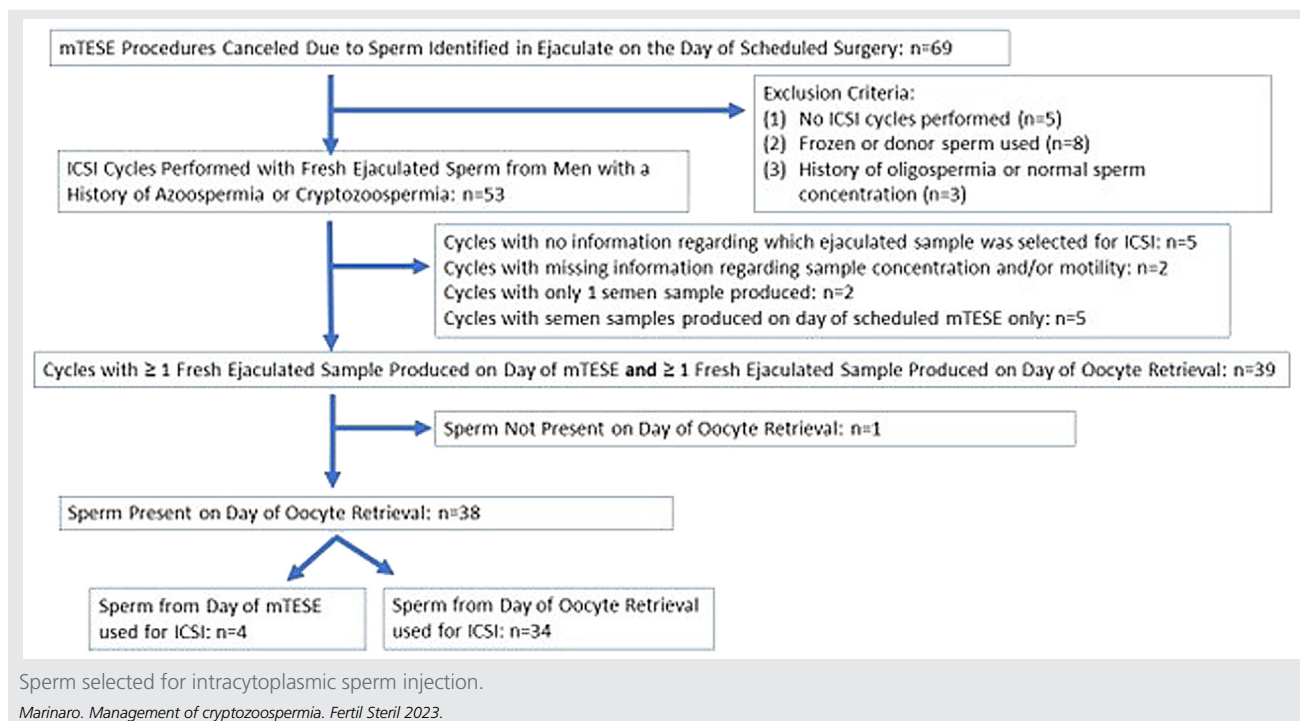 mTESE Procedures Canceled Due to Sperm Identified in Ejaculate on the Day of Scheduled Surgery: n=69
Exclusion Criteria:
(1) No ICSI cycles performed (n=5)
(2) Frozen or donor sperm used (n=8)
(3) History of oligospermia or normal sperm
concentration (n=3)
ICSI Cycles Performed with Fresh Ejaculated Sperm from Men with a
History of Azoospermia or Cryptozoospermia: n=53
Cycles with no information regarding which ejaculated sample was selected for ICSI: n=5
Cycles with missing information regarding sample concentration and/or motility: n=2
Cycles with only 1 semen sample produced: n=2
Cycles with semen samples produced on day of scheduled mTESE only: n=5
Cycles with ≥ 1 Fresh Ejaculated Sample Produced on Day of mTESE and ≥ 1 Fresh Ejaculated Sample Produced on Day of Oocyte Retrieval: n=39
Sperm Not Present on Day of Oocyte Retrieval: n=1
Sperm Present on Day of Oocyte Retrieval: n=38
Sperm from Day of mTESE
used for ICSI: n=4
Sperm from Day of Oocyte Retrieval
used for ICSI: n=34
Sperm selected for intracytoplasmic sperm injection.
Marinaro. Management of cryptozoospermia. Fertil Steril 2023.